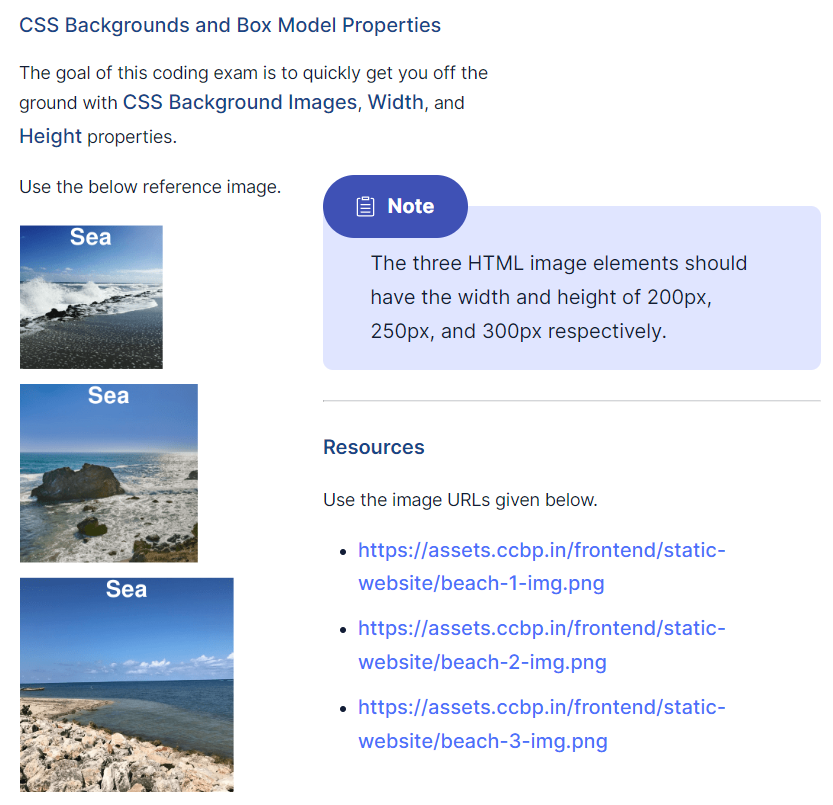 CSS Backgrounds and Box Model Properties
The goal of this coding exam is to quickly get you off the
ground with CSS Background Images, Width, and
Height properties.
Use the below reference image.
Sea
Sea
Sea
Note
The three HTML image elements should
have the width and height of 200px,
250px, and 300px respectively.
Resources
Use the image URLs given below.
https://assets.ccbp.in/frontend/static-
website/beach-1-img.png
https://assets.ccbp.in/frontend/static-
website/beach-2-img.png
https://assets.ccbp.in/frontend/static-
website/beach-3-img.png